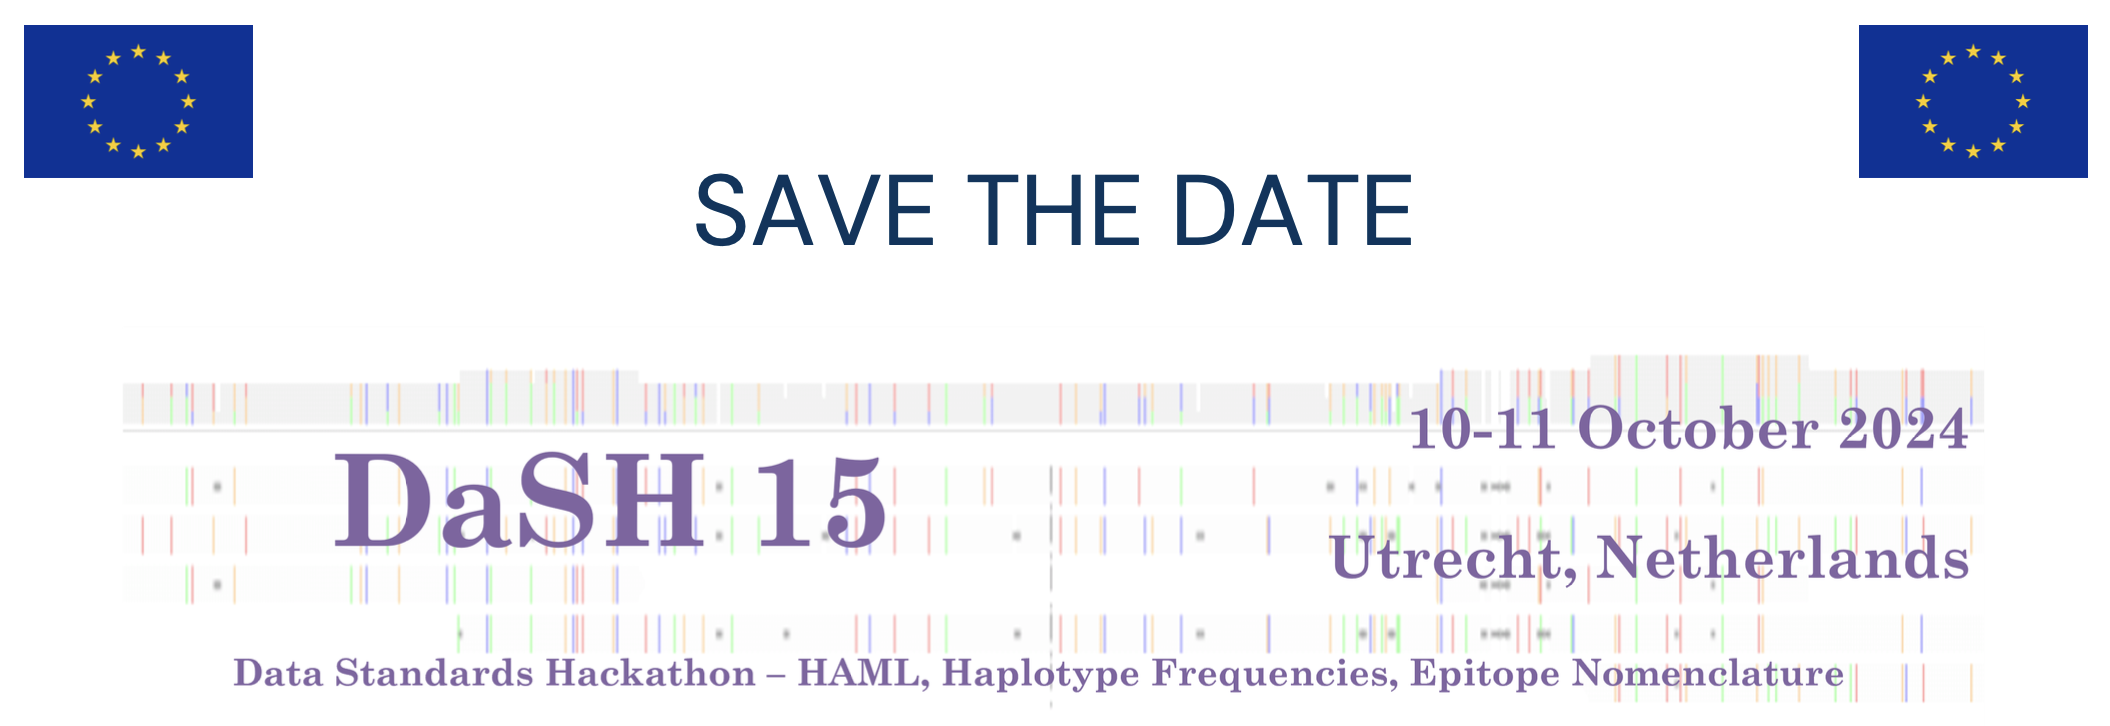 SAVE THE DATE
10-11 October 2024
DaSH 15
Utrecht, Netherlands
Data Standards Hackathon – HAML, Haplotype Frequencies, Epitope Nomenclature